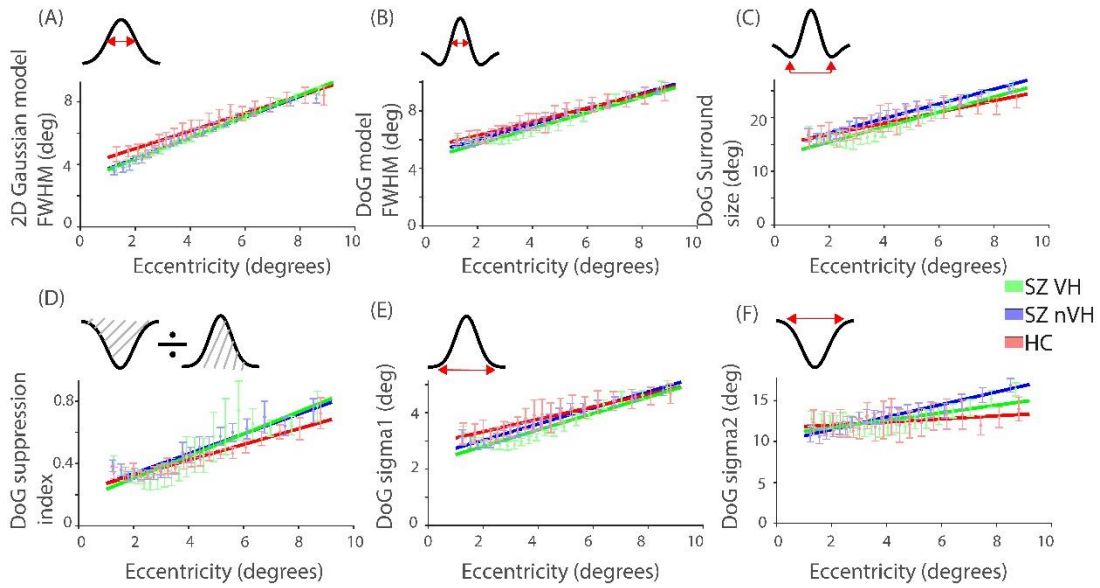 (A)
2D Gaussian model
FWHM (deg)
8
4
0
0 2 4 6 8 10
Eccentricity (degrees)
(B)
DoG model
FWHM (deg)
8
4
0
0 2 4 6 8 10
Eccentricity (degrees)
(C)
DoG Surround
size (deg)
20
10
0
0 2 4 6 8 10
Eccentricity (degrees)
SZ VH
SZ nVH
HC
(D)
÷
DoG suppression
index
0.8
0.4
0
0 2 4 6 8 10
Eccentricity (degrees)
(E)
DoG sigma1 (deg)
4
2
0
0 2 4 6 8 10
Eccentricity (degrees)
(F)
DoG sigma2 (deg)
15
10
5
0
0 2 4 6 8 10
Eccentricity (degrees)